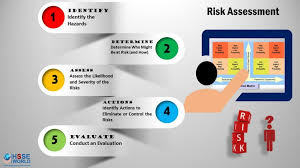 Risk Assessment
1
IDENTIFY
Identify the
Hazards
2
DETERMINE
Determine Who Might
Be at Risk (and How)
3
ASSESS
Assess the Likelihood
and Severity of the
Risks
4
ACTIONS
Identify Actions to
Eliminate or Control the
Risks
5
EVALUATE
Conduct an Evaluation
RISK
?
HSSE
WORLD